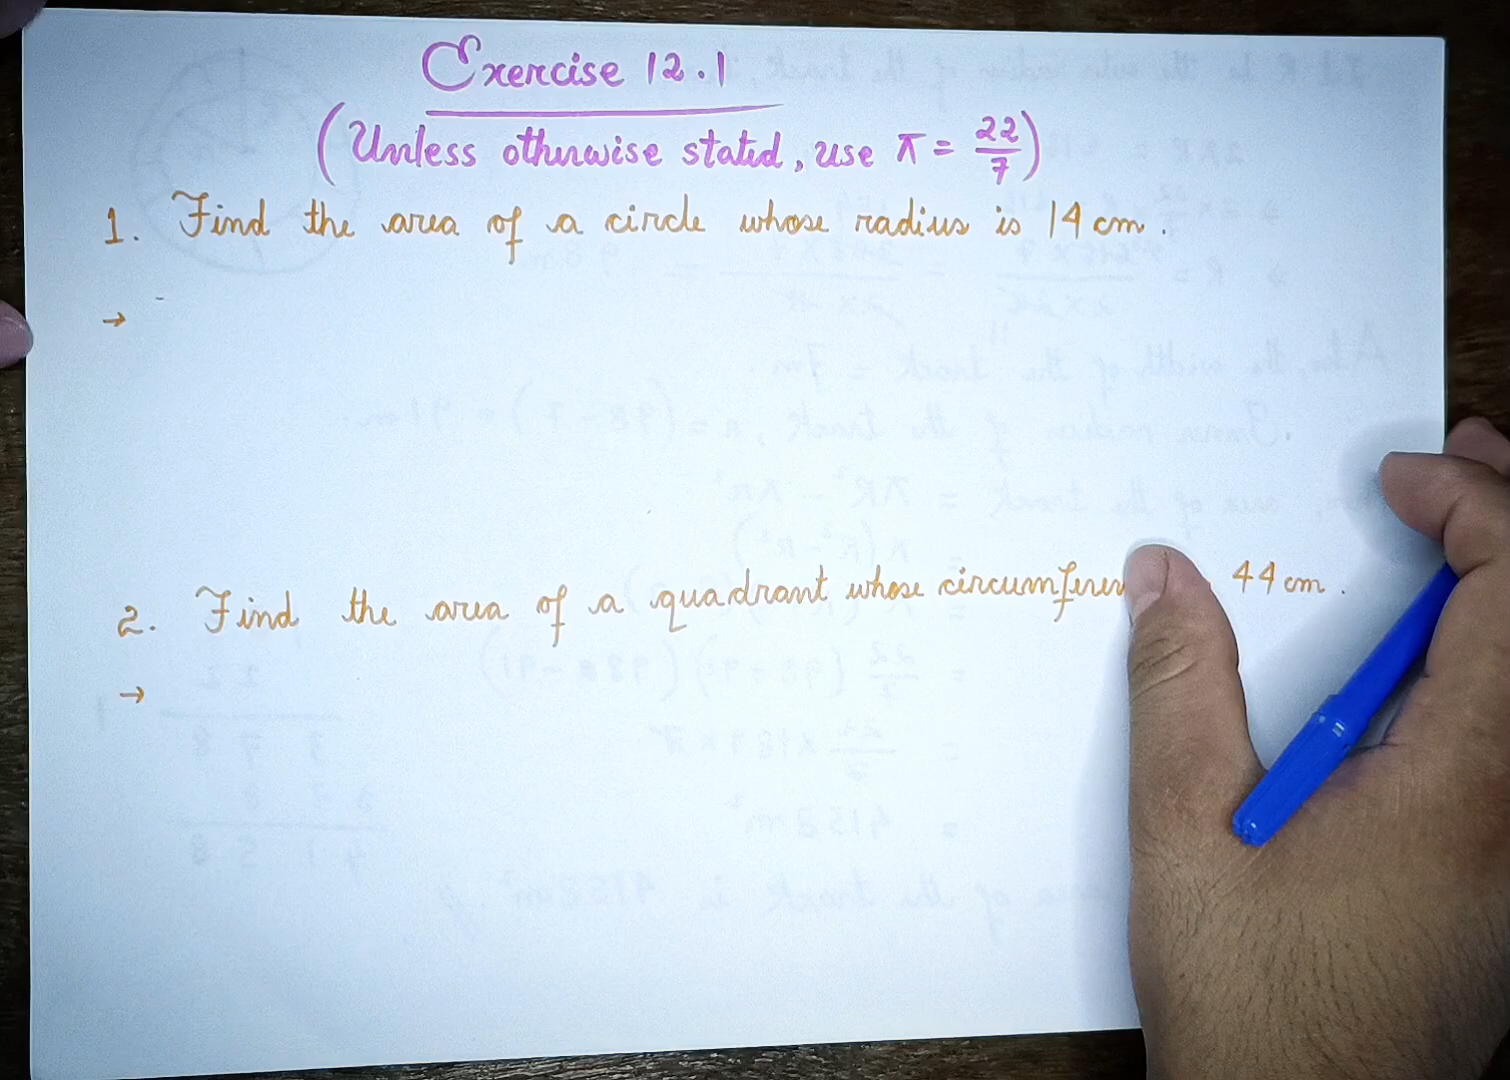 Exercise 12.1
(Unless otherwise stated, use π = 22/7)
1. Find the area of a circle whose radius is 14 cm.
→
2. Find the area of a quadrant whose circumferen 44 cm.
→